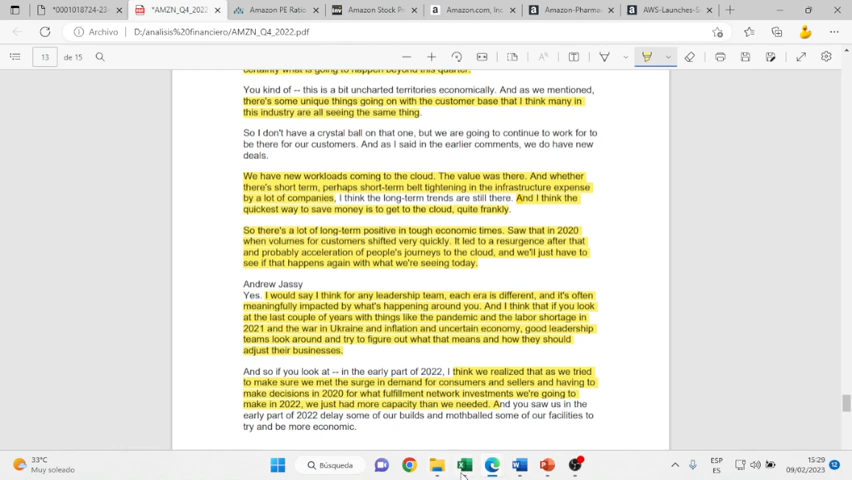 *0001018724-23-
*AMZN_Q4_2022
Amazon PE Ratio
Amazon Stock Pr
Amazon.com, Inc
Amazon-Pharma
AWS-Launches-S
Archivo
D:/analisis%20financiero/AMZN_Q4_2022.pdf
13
de 15
certainty what is going to happen beyond this quarter.
You kind of -- this is a bit uncharted territories economically. And as we mentioned,
there's some unique things going on with the customer base that I think many in
this industry are all seeing the same thing.
So I don't have a crystal ball on that one, but we are going to continue to work for to
be there for our customers. And as I said in the earlier comments, we do have new
deals.
We have new workloads coming to the cloud. The value was there. And whether
there's short term, perhaps short-term belt tightening in the infrastructure expense
by a lot of companies, I think the long-term trends are still there. And I think the
quickest way to save money is to get to the cloud, quite frankly.
So there's a lot of long-term positive in tough economic times. Saw that in 2020
when volumes for customers shifted very quickly. It led to a resurgence after that
and probably acceleration of people's journeys to the cloud, and we'll just have to
see if that happens again with what we're seeing today.
Andrew Jassy
Yes. I would say I think for any leadership team, each era is different, and it's often
meaningfully impacted by what's happening around you. And I think that if you look
at the last couple of years with things like the pandemic and the labor shortage in
2021 and the war in Ukraine and inflation and uncertain economy, good leadership
teams look around and try to figure out what that means and how they should
adjust their businesses.
And so if you look at -- in the early part of 2022, I think we realized that as we tried
to make sure we met the surge in demand for consumers and sellers and having to
make decisions in 2020 for what fulfillment network investments we're going to
make in 2022, we just had more capacity than we needed. And you saw us in the
early part of 2022 delay some of our builds and mothballed some of our facilities to
try and be more economic.
33°C
Muy soleado
Búsqueda
ESP
ES
15:29
09/02/2023
12